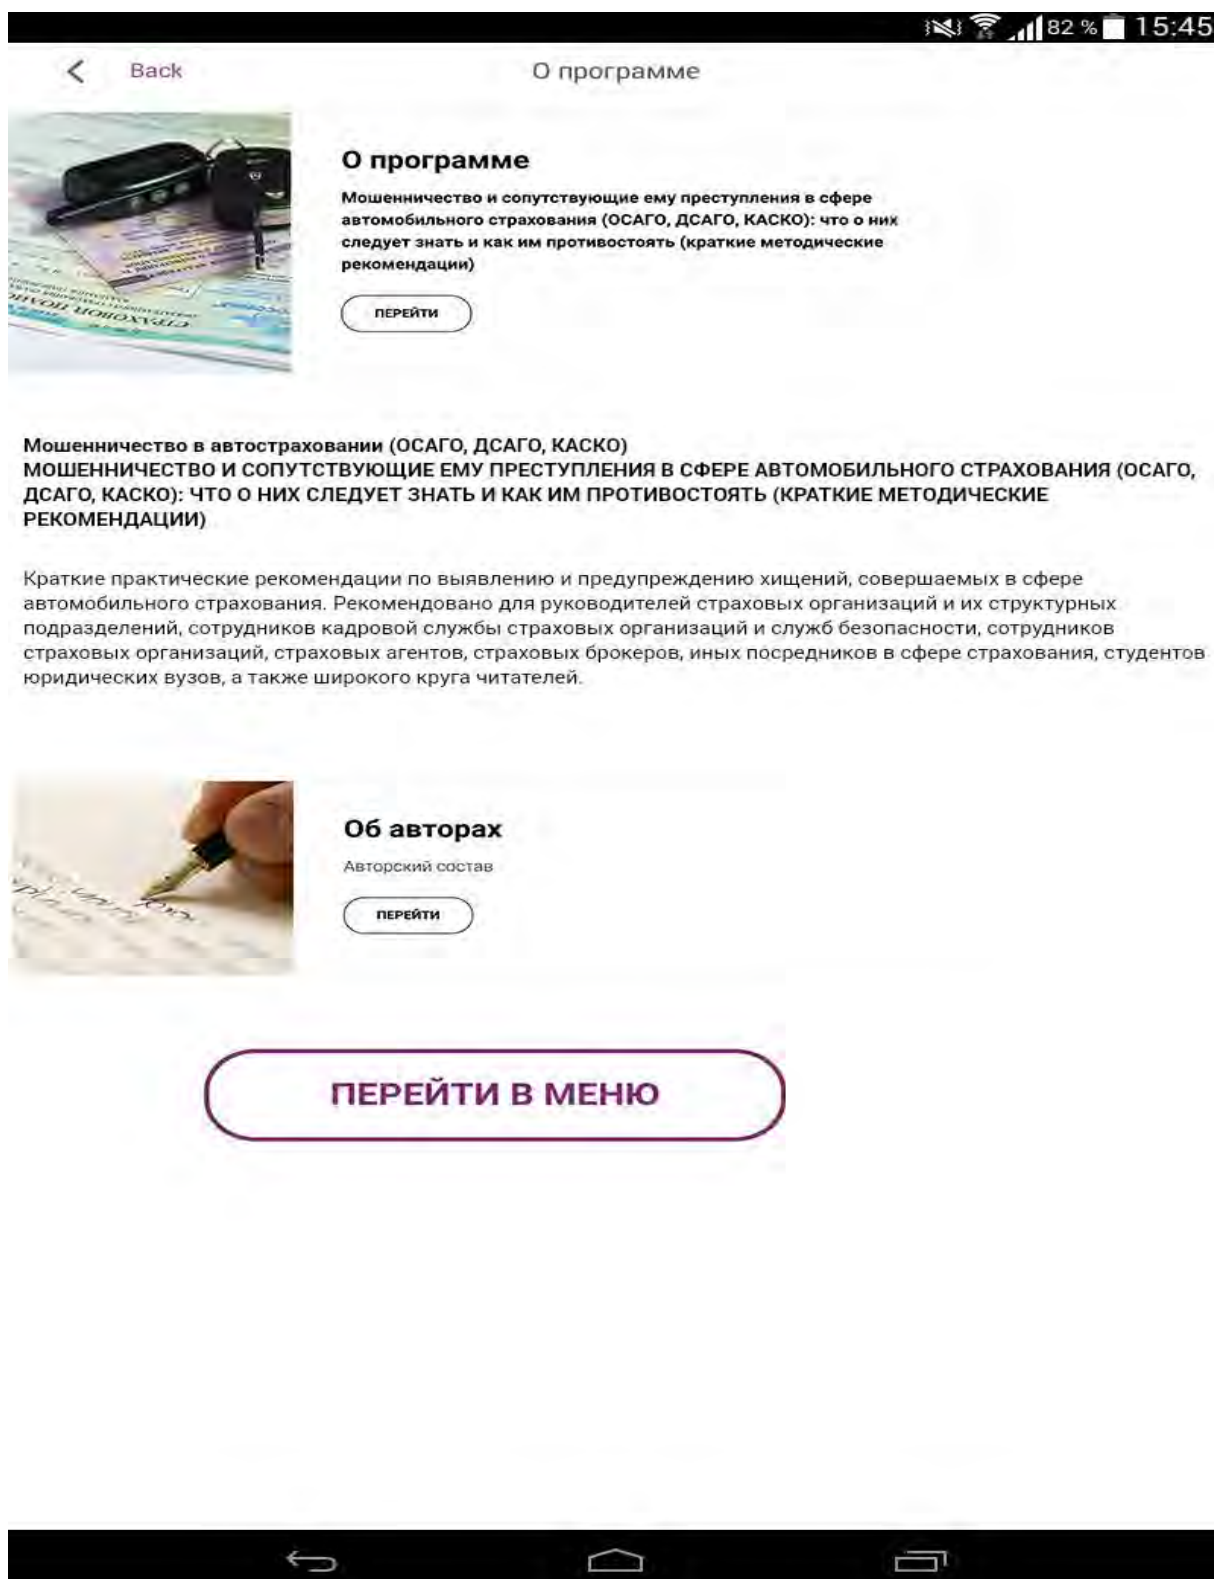 82 % 15:45
Back О программе
О программе
Мошенничество и сопутствующие ему преступления в сфере
автомобильного страхования (ОСАГО, ДСАГО, КАСКО): что о них
следует знать и как им противостоять (краткие методические
рекомендации)
ПЕРЕЙТИ
СТРАХОВОЙ ПОЛИС
Мошенничество в автостраховании (ОСАГО, ДСАГО, КАСКО)
МОШЕННИЧЕСТВО И СОПУТСТВУЮЩИЕ ЕМУ ПРЕСТУПЛЕНИЯ В СФЕРЕ АВТОМОБИЛЬНОГО СТРАХОВАНИЯ (ОСАГО,
ДСАГО, КАСКО): ЧТО О НИХ СЛЕДУЕТ ЗНАТЬ И КАК ИМ ПРОТИВОСТОЯТЬ (КРАТКИЕ МЕТОДИЧЕСКИЕ
РЕКОМЕНДАЦИИ)
Краткие практические рекомендации по выявлению и предупреждению хищений, совершаемых в сфере
автомобильного страхования. Рекомендовано для руководителей страховых организаций и их структурных
подразделений, сотрудников кадровой службы страховых организаций и служб безопасности, сотрудников
страховых организаций, страховых агентов, страховых брокеров, иных посредников в сфере страхования, студентов
юридических вузов, а также широкого круга читателей.
Об авторах
Авторский состав
ПЕРЕЙТИ
ПЕРЕЙТИ В МЕНЮ